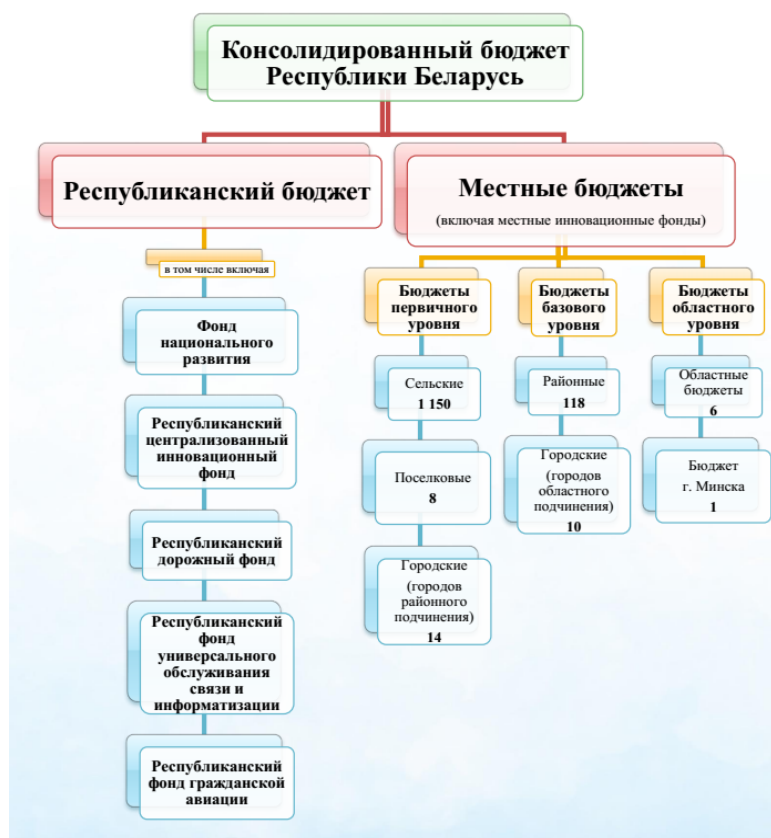 Консолидированный бюджет
Республики Беларусь
Республиканский бюджет
в том числе включая
Фонд
национального
развития
Республиканский
централизованный
инновационный
фонд
Республиканский
дорожный фонд
Республиканский
фонд
универсального
обслуживания
связи и
информатизации
Республиканский
фонд гражданской
авиации
Местные бюджеты
(включая местные инновационные фонды)
Бюджеты
первичного
уровня
Сельские
1 150
Поселковые
8
Городские
(городов
районного
подчинения)
14
Бюджеты
базового
уровня
Районные
118
Городские
(городов
областного
подчинения)
10
Бюджеты
областного
уровня
Областные
бюджеты
6
Бюджет
г. Минска
1